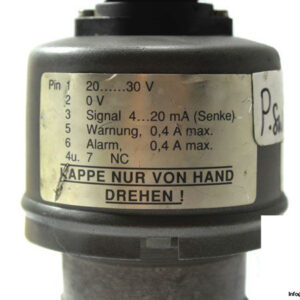 Pin 1 20......30 V
2 0 V
3 Signal 4...20 mA (Senke)
5 Warnung, 0,4 A max.
6 Alarm, 0,4 A max.
4u. 7 NC
KAPPE NUR VON HAND
DREHEN !